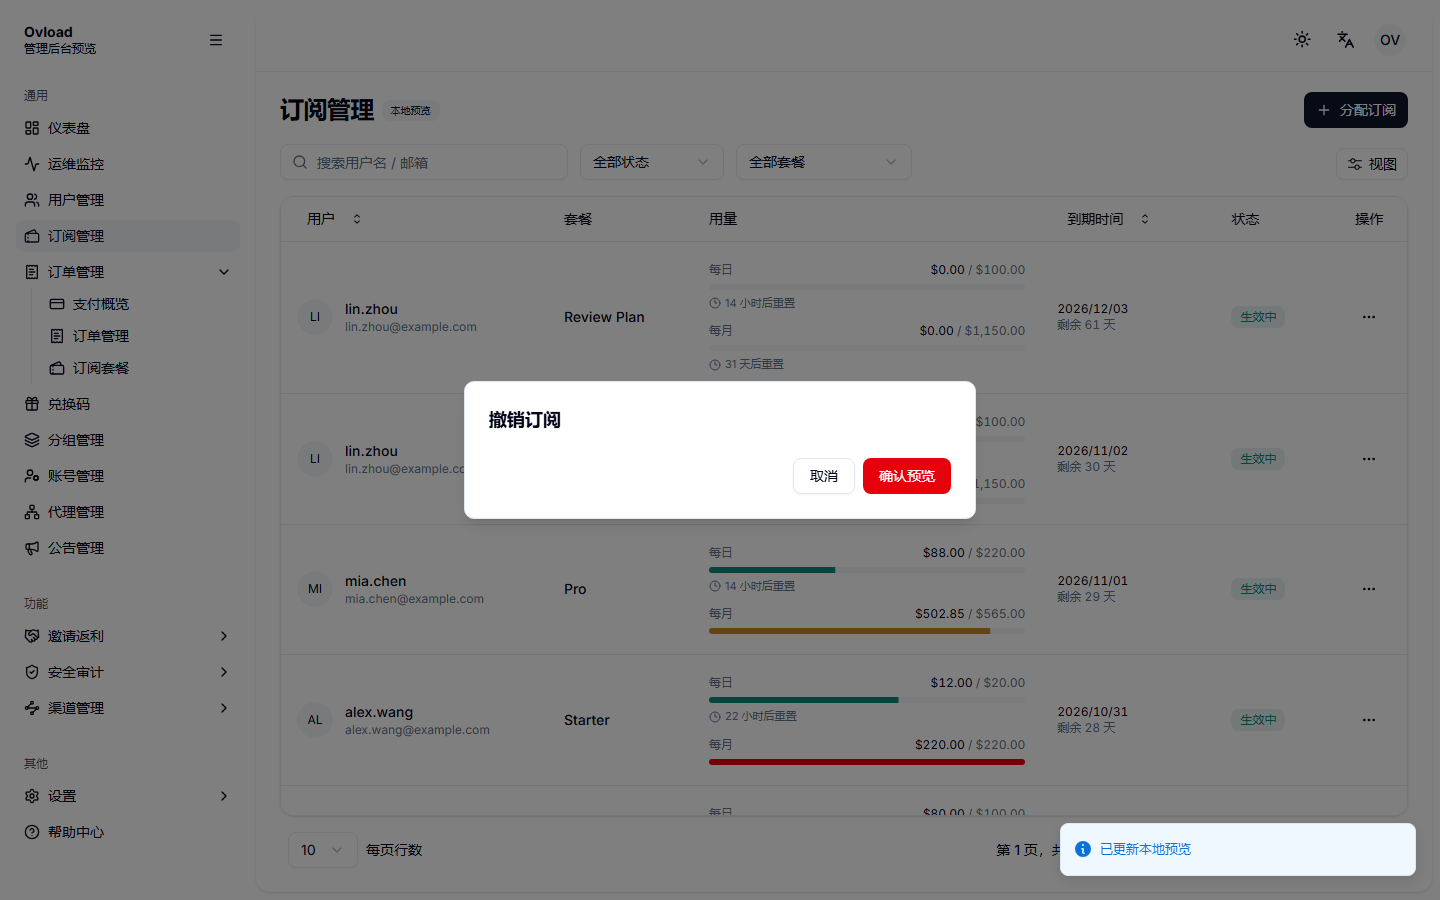 Ovload
管理后台预览
OV
通用
仪表盘
运维监控
用户管理
订阅管理
订单管理
支付概览
订单管理
订阅套餐
兑换码
分组管理
账号管理
代理管理
公告管理
功能
邀请返利
安全审计
渠道管理
其他
设置
帮助中心
订阅管理 本地预览
分配订阅
搜索用户名 / 邮箱 全部状态 全部套餐 视图
用户 套餐 用量 到期时间 状态 操作
每日 $0.00 / $100.00
14 小时后重置
每月 $0.00 / $1,150.00
31 天后重置
LI lin.zhou
lin.zhou@example.com
Review Plan
2026/12/03
剩余 61 天
生效中
LI lin.zhou
$100.00
2026/11/02
剩余 30 天
生效中
撤销订阅
取消 确认预览
每日 $88.00 / $220.00
14 小时后重置
每月 $502.85 / $565.00
MI mia.chen
mia.chen@example.com
Pro
2026/11/01
剩余 29 天
生效中
每日 $12.00 / $20.00
22 小时后重置
每月 $220.00 / $220.00
AL alex.wang
alex.wang@example.com
Starter
2026/10/31
剩余 28 天
生效中
每日 $80.00 / $100.00
10 每页行数
第 1 页，
已更新本地预览